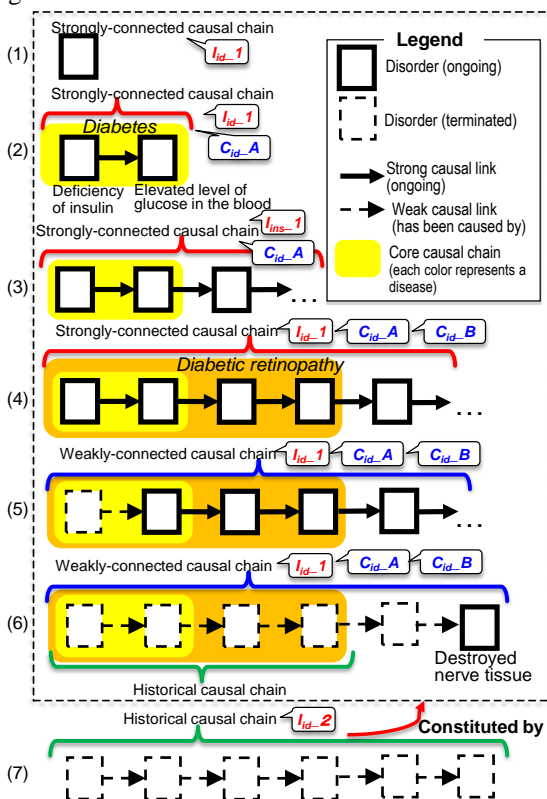 Strongly-connected causal chain
(1)
I_id_1
Legend
Disorder (ongoing)
Disorder (terminated)
Strong causal link
(ongoing)
Weak causal link
(has been caused by)
Core causal chain
(each color represents a
disease)
Strongly-connected causal chain
I_id_1
Diabetes
C_id_A
(2)
Deficiency
of insulin
Elevated level of
glucose in the blood
I_ins_1
Strongly-connected causal chain
C_id_A
(3)
...
Strongly-connected causal chain
I_id_1
C_id_A
C_id_B
Diabetic retinopathy
(4)
...
Weakly-connected causal chain
I_id_1
C_id_A
C_id_B
(5)
...
Weakly-connected causal chain
I_id_1
C_id_A
C_id_B
(6)
Destroyed
nerve tissue
Historical causal chain
Historical causal chain
I_id_2
Constituted by
(7)